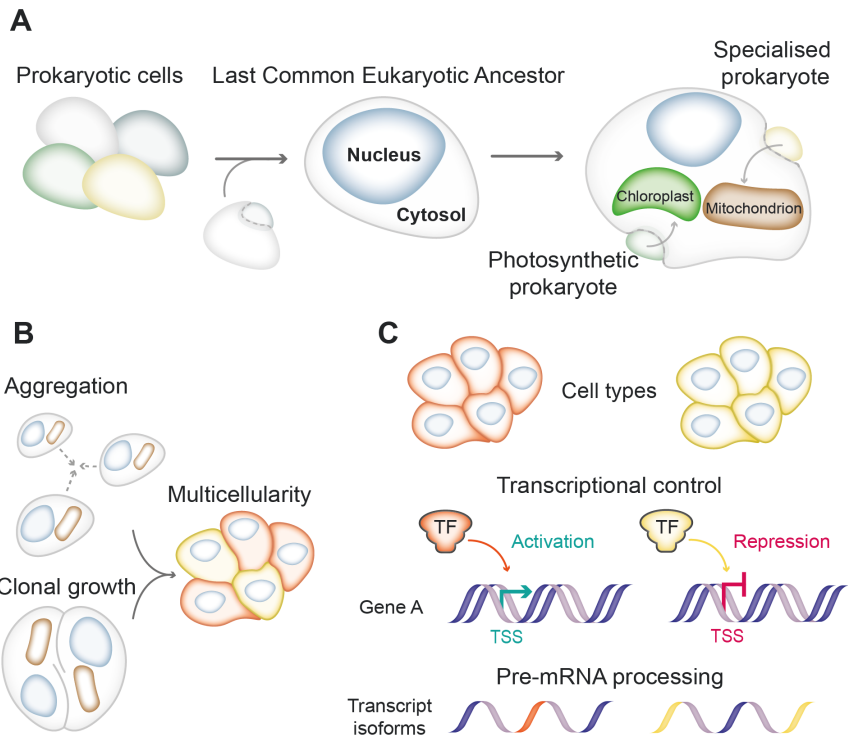 A
Prokaryotic cells
Last Common Eukaryotic Ancestor
Specialised
prokaryote
Nucleus
Cytosol
Chloroplast
Mitochondrion
Photosynthetic
prokaryote
B
Aggregation
Multicellularity
Clonal growth
C
Cell types
Transcriptional control
TF
Activation
TF
Repression
Gene A
TSS
TSS
Pre-mRNA processing
Transcript
isoforms